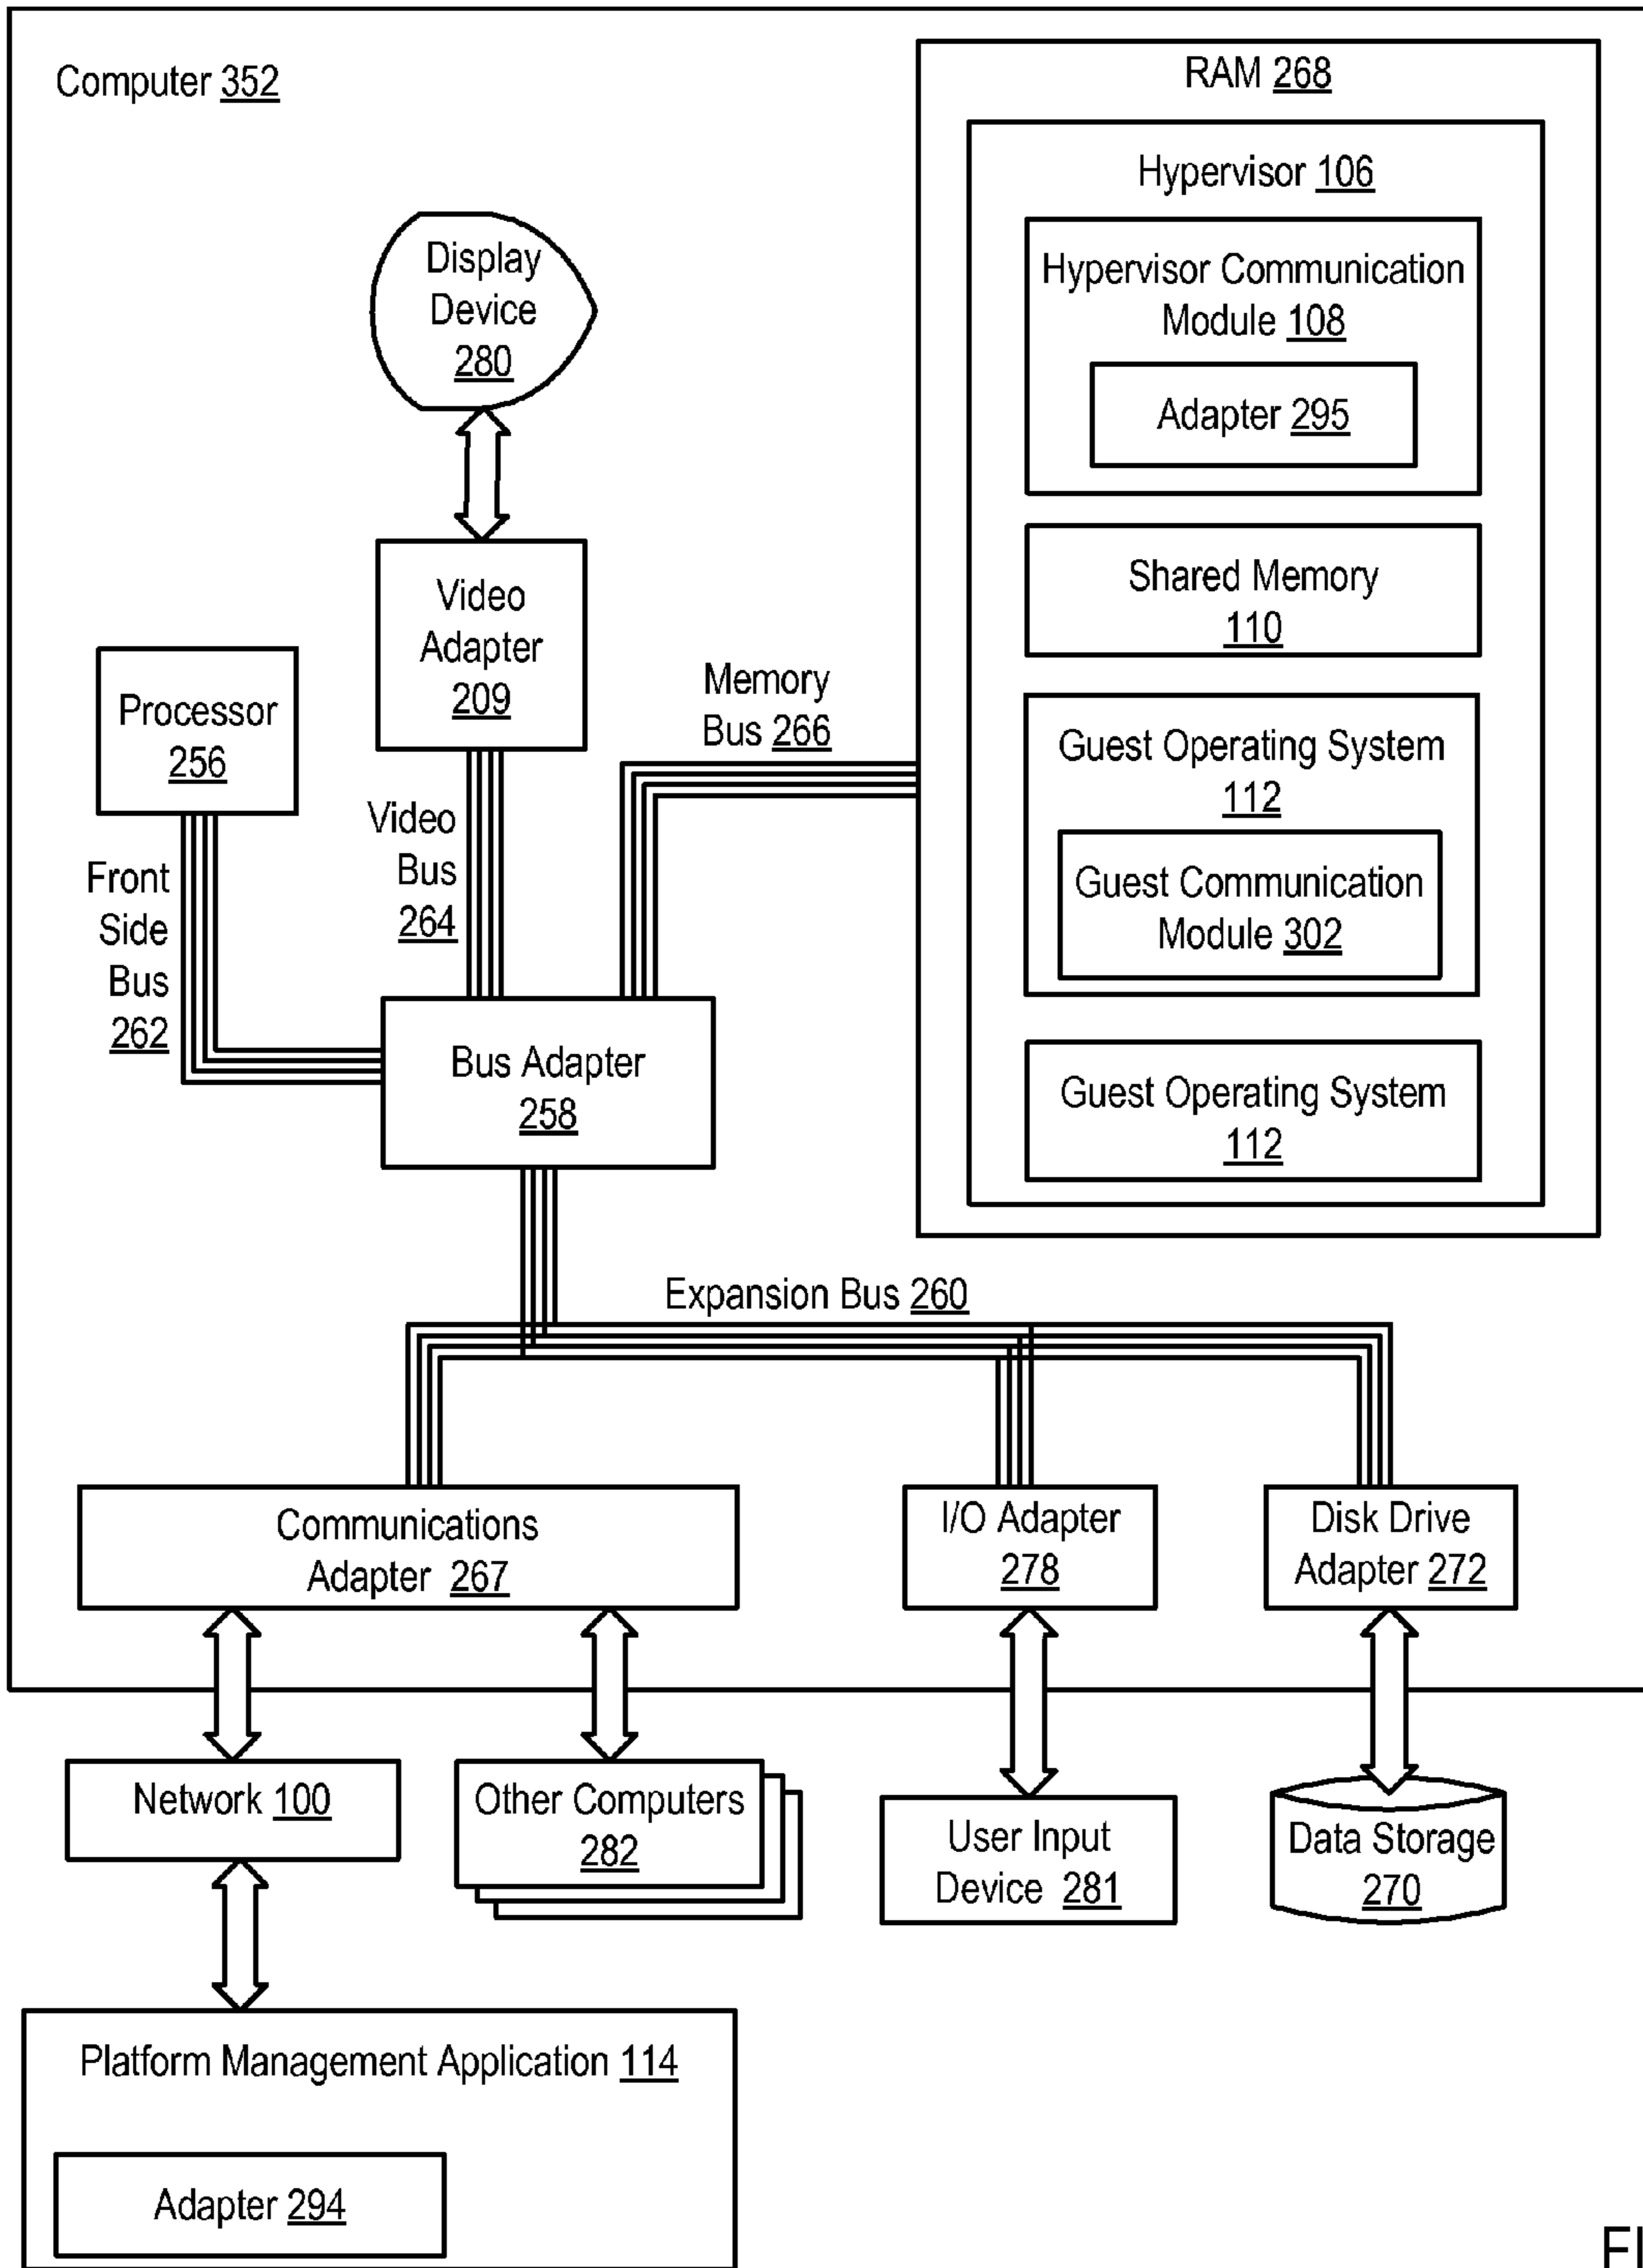 Computer 352
RAM 268
Hypervisor 106
Hypervisor Communication
Module 108
Adapter 295
Shared Memory
110
Guest Operating System
112
Guest Communication
Module 302
Guest Operating System
112
Display
Device
280
Video
Adapter
209
Processor
256
Memory
Bus 266
Video
Bus
264
Front
Side
Bus
262
Bus Adapter
258
Expansion Bus 260
Communications
Adapter 267
I/O Adapter
278
Disk Drive
Adapter 272
Network 100
Other Computers
282
User Input
Device 281
Data Storage
270
Platform Management Application 114
Adapter 294